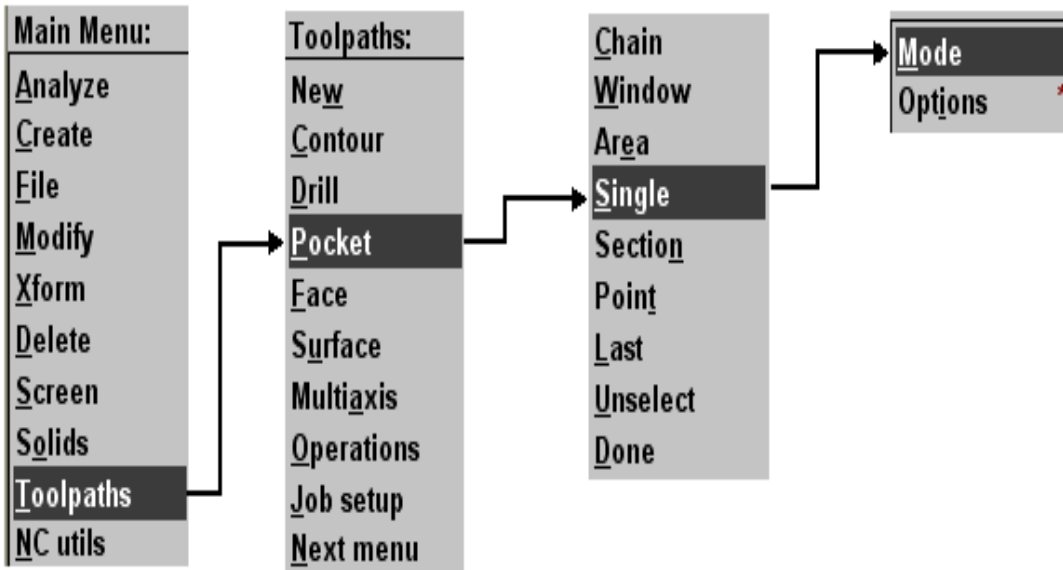 Main Menu:
Analyze
Create
File
Modify
Xform
Delete
Screen
Solids
Toolpaths
NC utils
Toolpaths:
New
Contour
Drill
Pocket
Face
Surface
Multiaxis
Operations
Job setup
Next menu
Chain
Window
Area
Single
Section
Point
Last
Unselect
Done
Mode
Options *